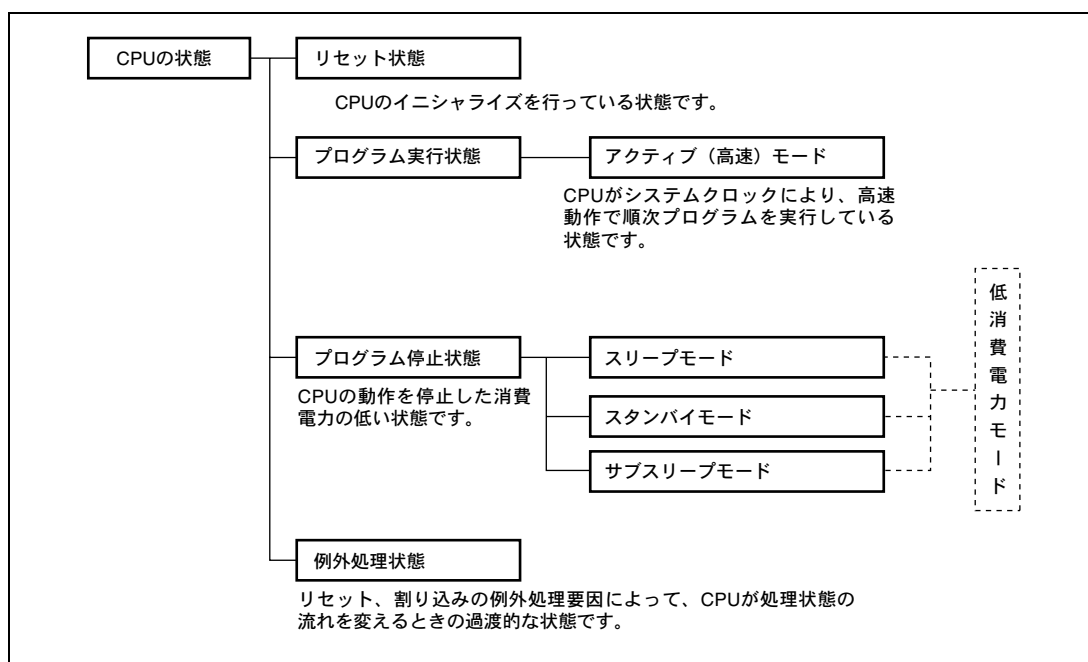 CPUの状態
リセット状態
CPUのイニシャライズを行っている状態です。
プログラム実行状態
アクティブ（高速）モード
CPUがシステムクロックにより、高速
動作で順次プログラムを実行している
状態です。
プログラム停止状態
CPUの動作を停止した消費
電力の低い状態です。
スリープモード
スタンバイモード
サブスリープモード
低消費電力モード
例外処理状態
リセット、割り込みの例外処理要因によって、CPUが処理状態の
流れを変えるときの過渡的な状態です。